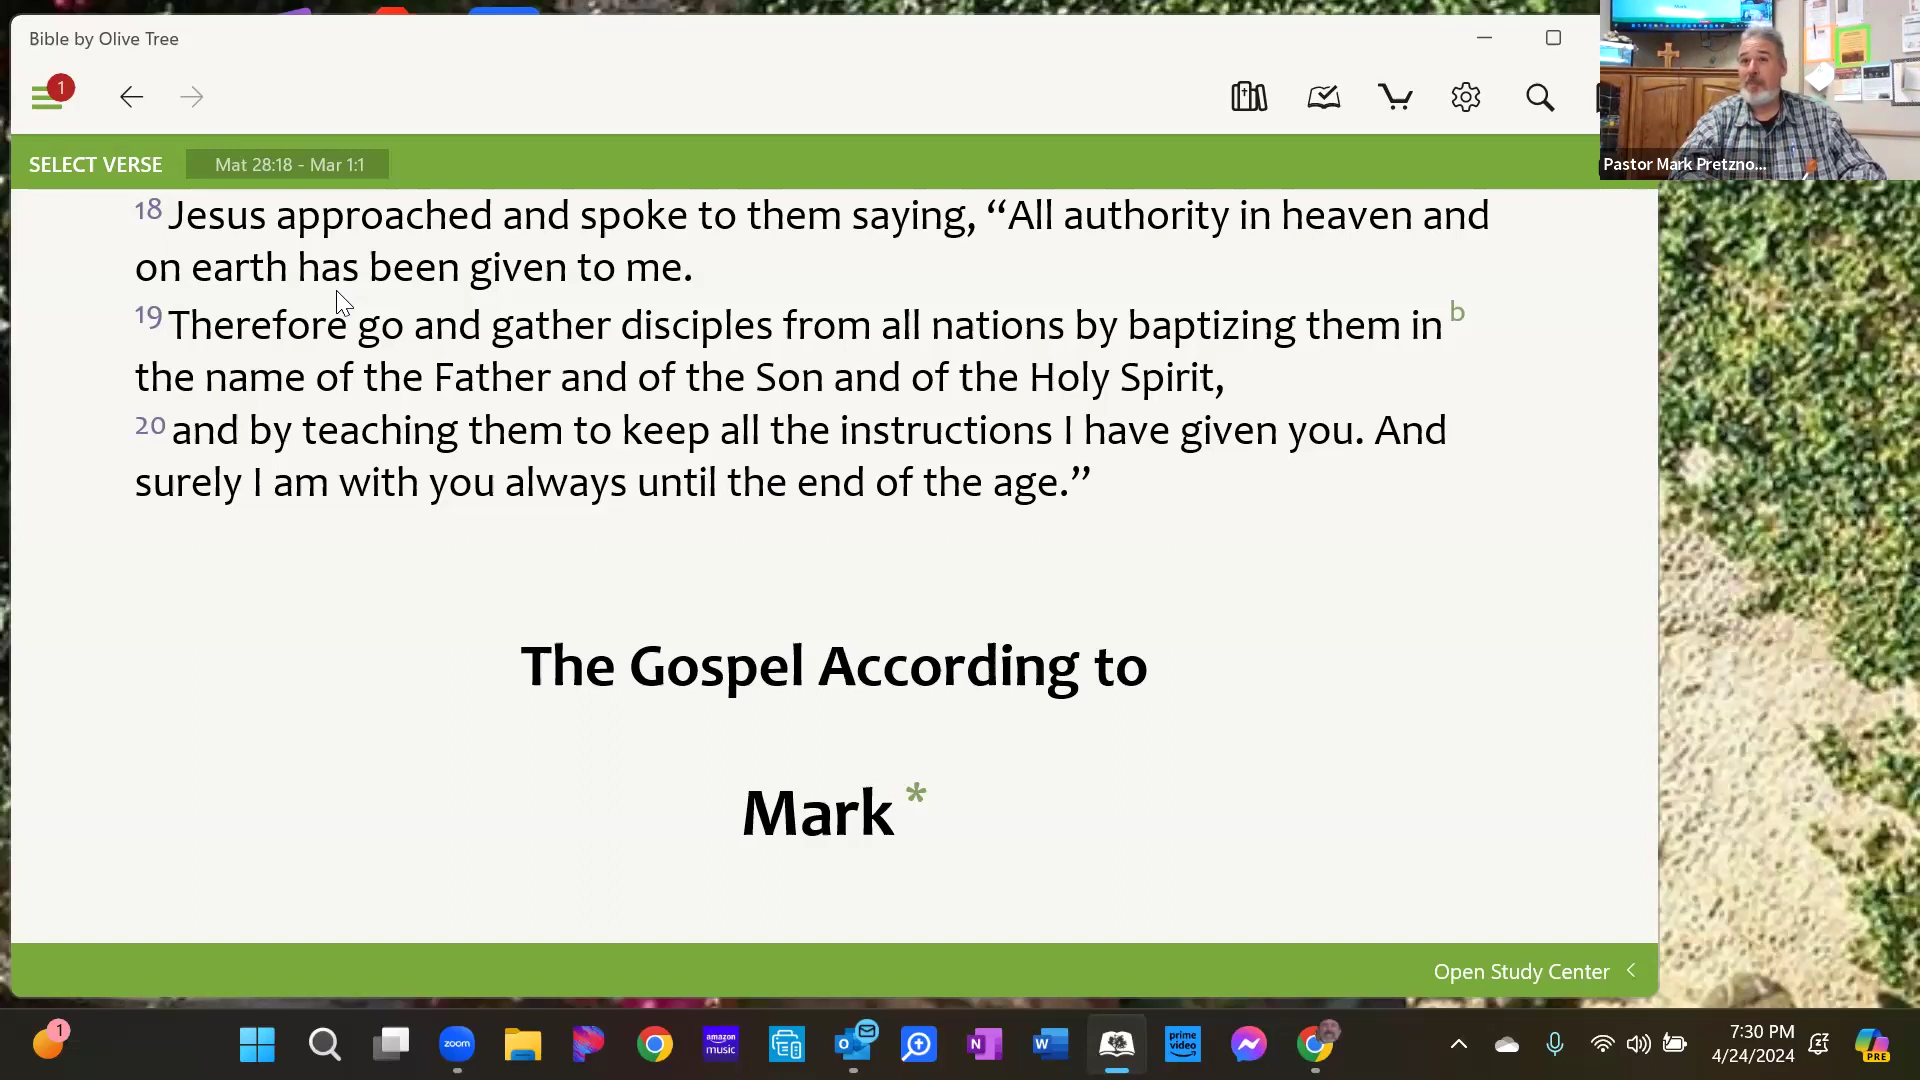 Bible by Olive Tree
1
SELECT VERSE
Mat 28:18 - Mar 1:1
Pastor Mark Pretzno...
18 Jesus approached and spoke to them saying, “All authority in heaven and
on earth has been given to me.
19 Therefore go and gather disciples from all nations by baptizing them in b
the name of the Father and of the Son and of the Holy Spirit,
20 and by teaching them to keep all the instructions I have given you. And
surely I am with you always until the end of the age.”
The Gospel According to
Mark *
Open Study Center
1
zoom
amazon
music
prime
video
7:30 PM
4/24/2024
PRE